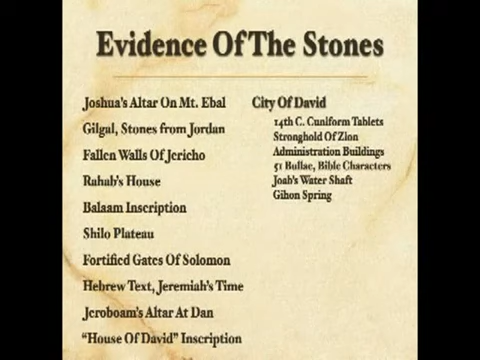 Evidence Of The Stones
Joshua's Altar On Mt. Ebal
Gilgal, Stones from Jordan
Fallen Walls Of Jericho
Rahab's House
Balaam Inscription
Shilo Plateau
Fortified Gates Of Solomon
Hebrew Text, Jeremiah's Time
Jeroboam's Altar At Dan
"House Of David" Inscription
City Of David
14th C. Cuniform Tablets
Stronghold Of Zion
Administration Buildings
51 Bullae, Bible Characters
Joab's Water Shaft
Gihon Spring